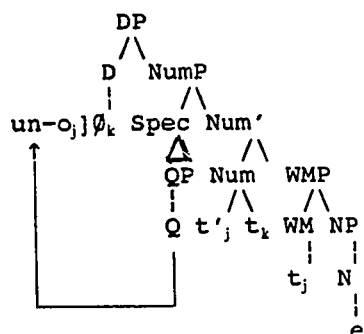 DP
D NumP
un-oⱼ]Øₖ Spec Num'
QP Num WMP
Q t'ⱼ tₖ WM NP
tⱼ N
e